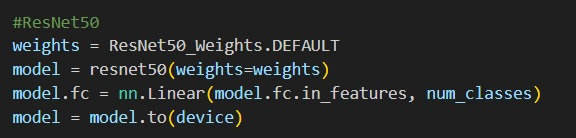 #ResNet50
weights = ResNet50_Weights.DEFAULT
model = resnet50(weights=weights)
model.fc = nn.Linear(model.fc.in_features, num_classes)
model = model.to(device)